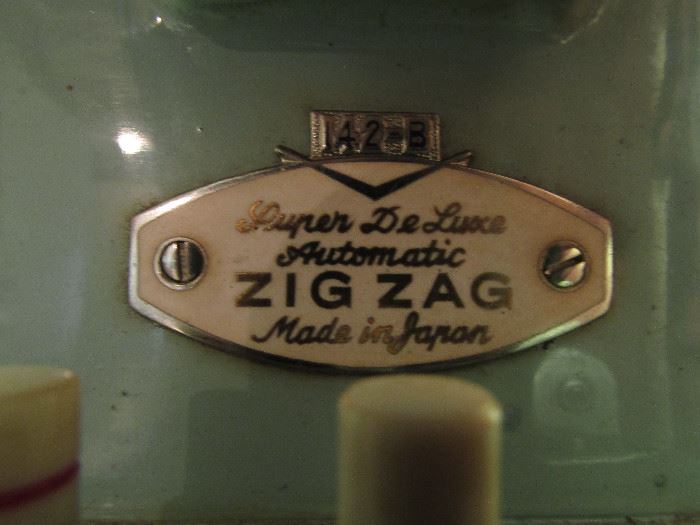 142-B
Super De Luxe
Automatic
ZIG ZAG
Made in Japan